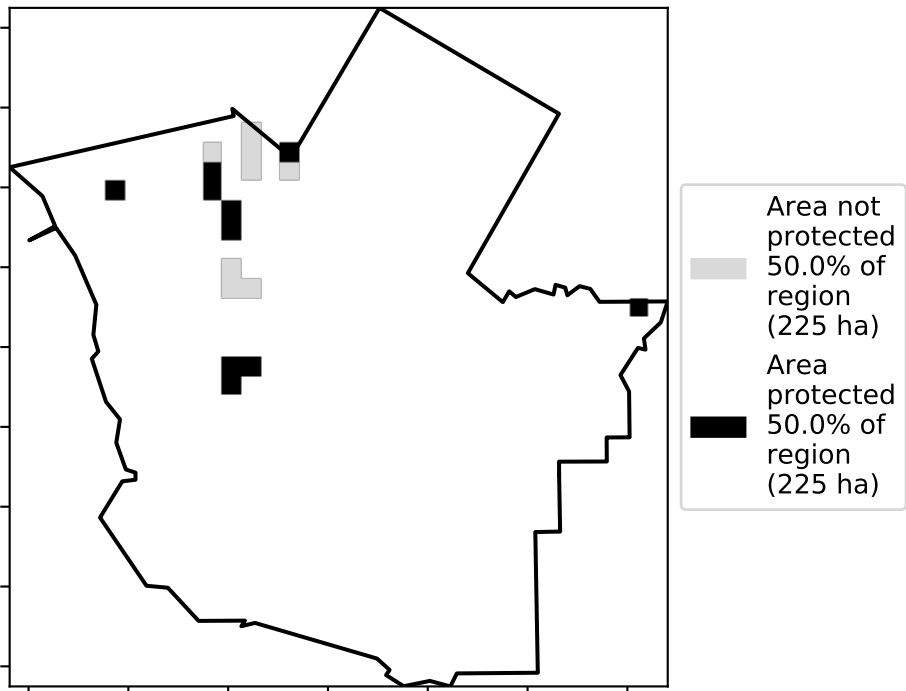 Area not
protected
50.0% of
region
(225 ha)
Area
protected
50.0% of
region
(225 ha)